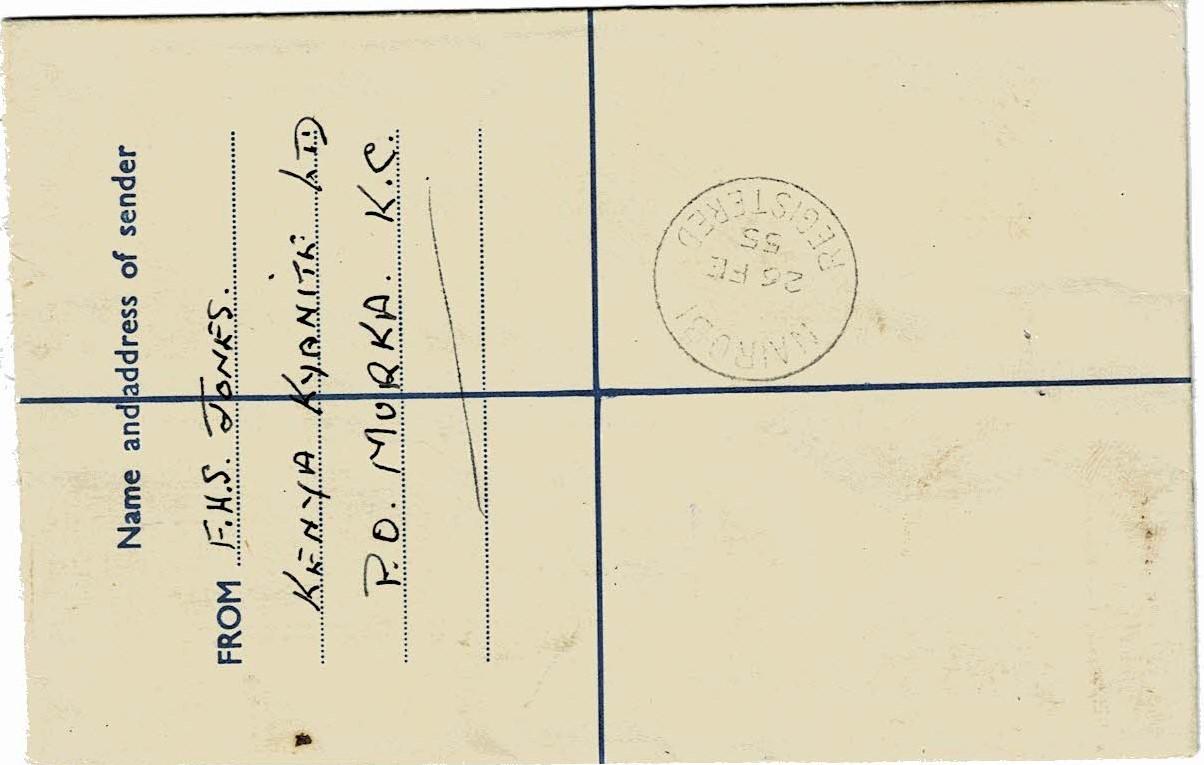 Name and address of sender
FROM F.H.S. JONES.
KENYA KYANITE LTD
P.O. MURKA. K.C.
NAIROBI
26 FE
55
REGISTERED